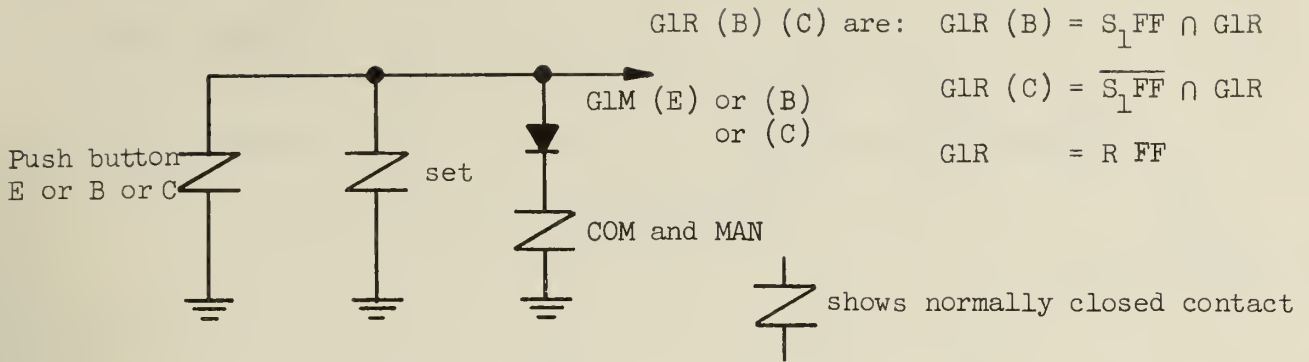 G1R (B) (C) are: G1R (B) = S₁FF ∩ G1R
G1R (C) = S̅₁̅F̅F̅ ∩ G1R
G1R = R FF
G1M (E) or (B)
or (C)
Push button
E or B or C
set
COM and MAN
shows normally closed contact